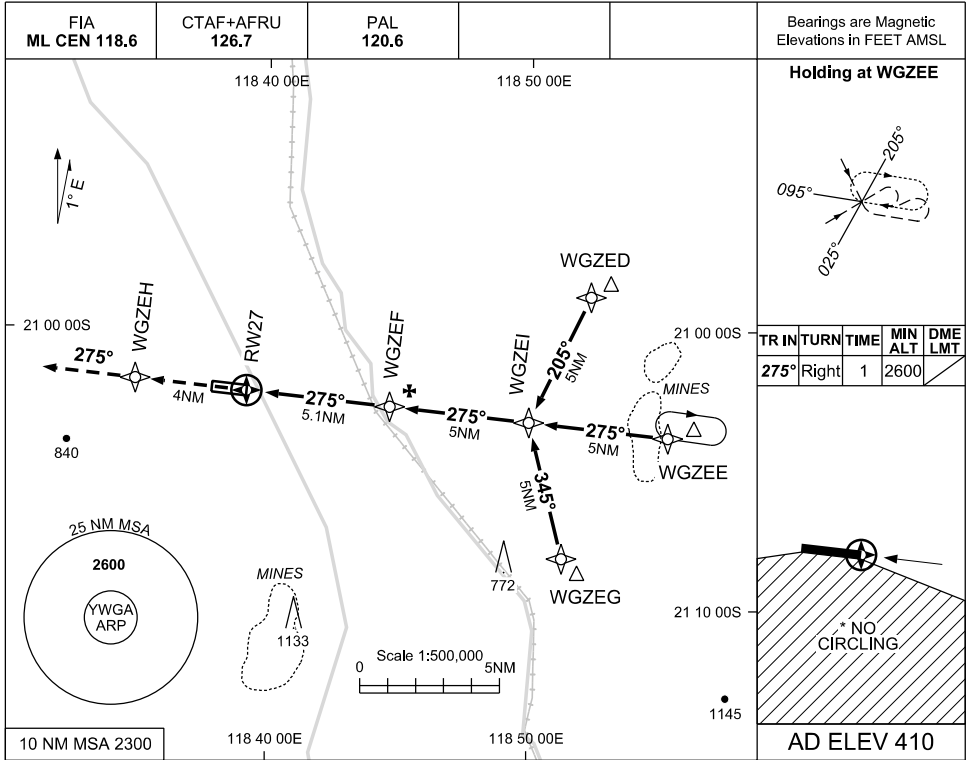 FIA
ML CEN 118.6
CTAF+AFRU
126.7
PAL
120.6
Bearings are Magnetic
Elevations in FEET AMSL
118 40 00E
118 50 00E
Holding at WGZEE
205°
095°
025°
1° E
WGZED
WGZEH
RW27
WGZEF
WGZEI
21 00 00S
21 00 00S
TR IN TURN TIME MIN ALT DME LMT
275° Right 1 2600
275°
4NM
275°
5.1NM
275°
5NM
205°
5NM
MINES
275°
5NM
WGZEE
345°
5NM
840
25 NM MSA
2600
YWGA
ARP
MINES
1133
772
WGZEG
21 10 00S
* NO
CIRCLING
Scale 1:500,000
0 5NM
1145
10 NM MSA 2300
118 40 00E
118 50 00E
AD ELEV 410